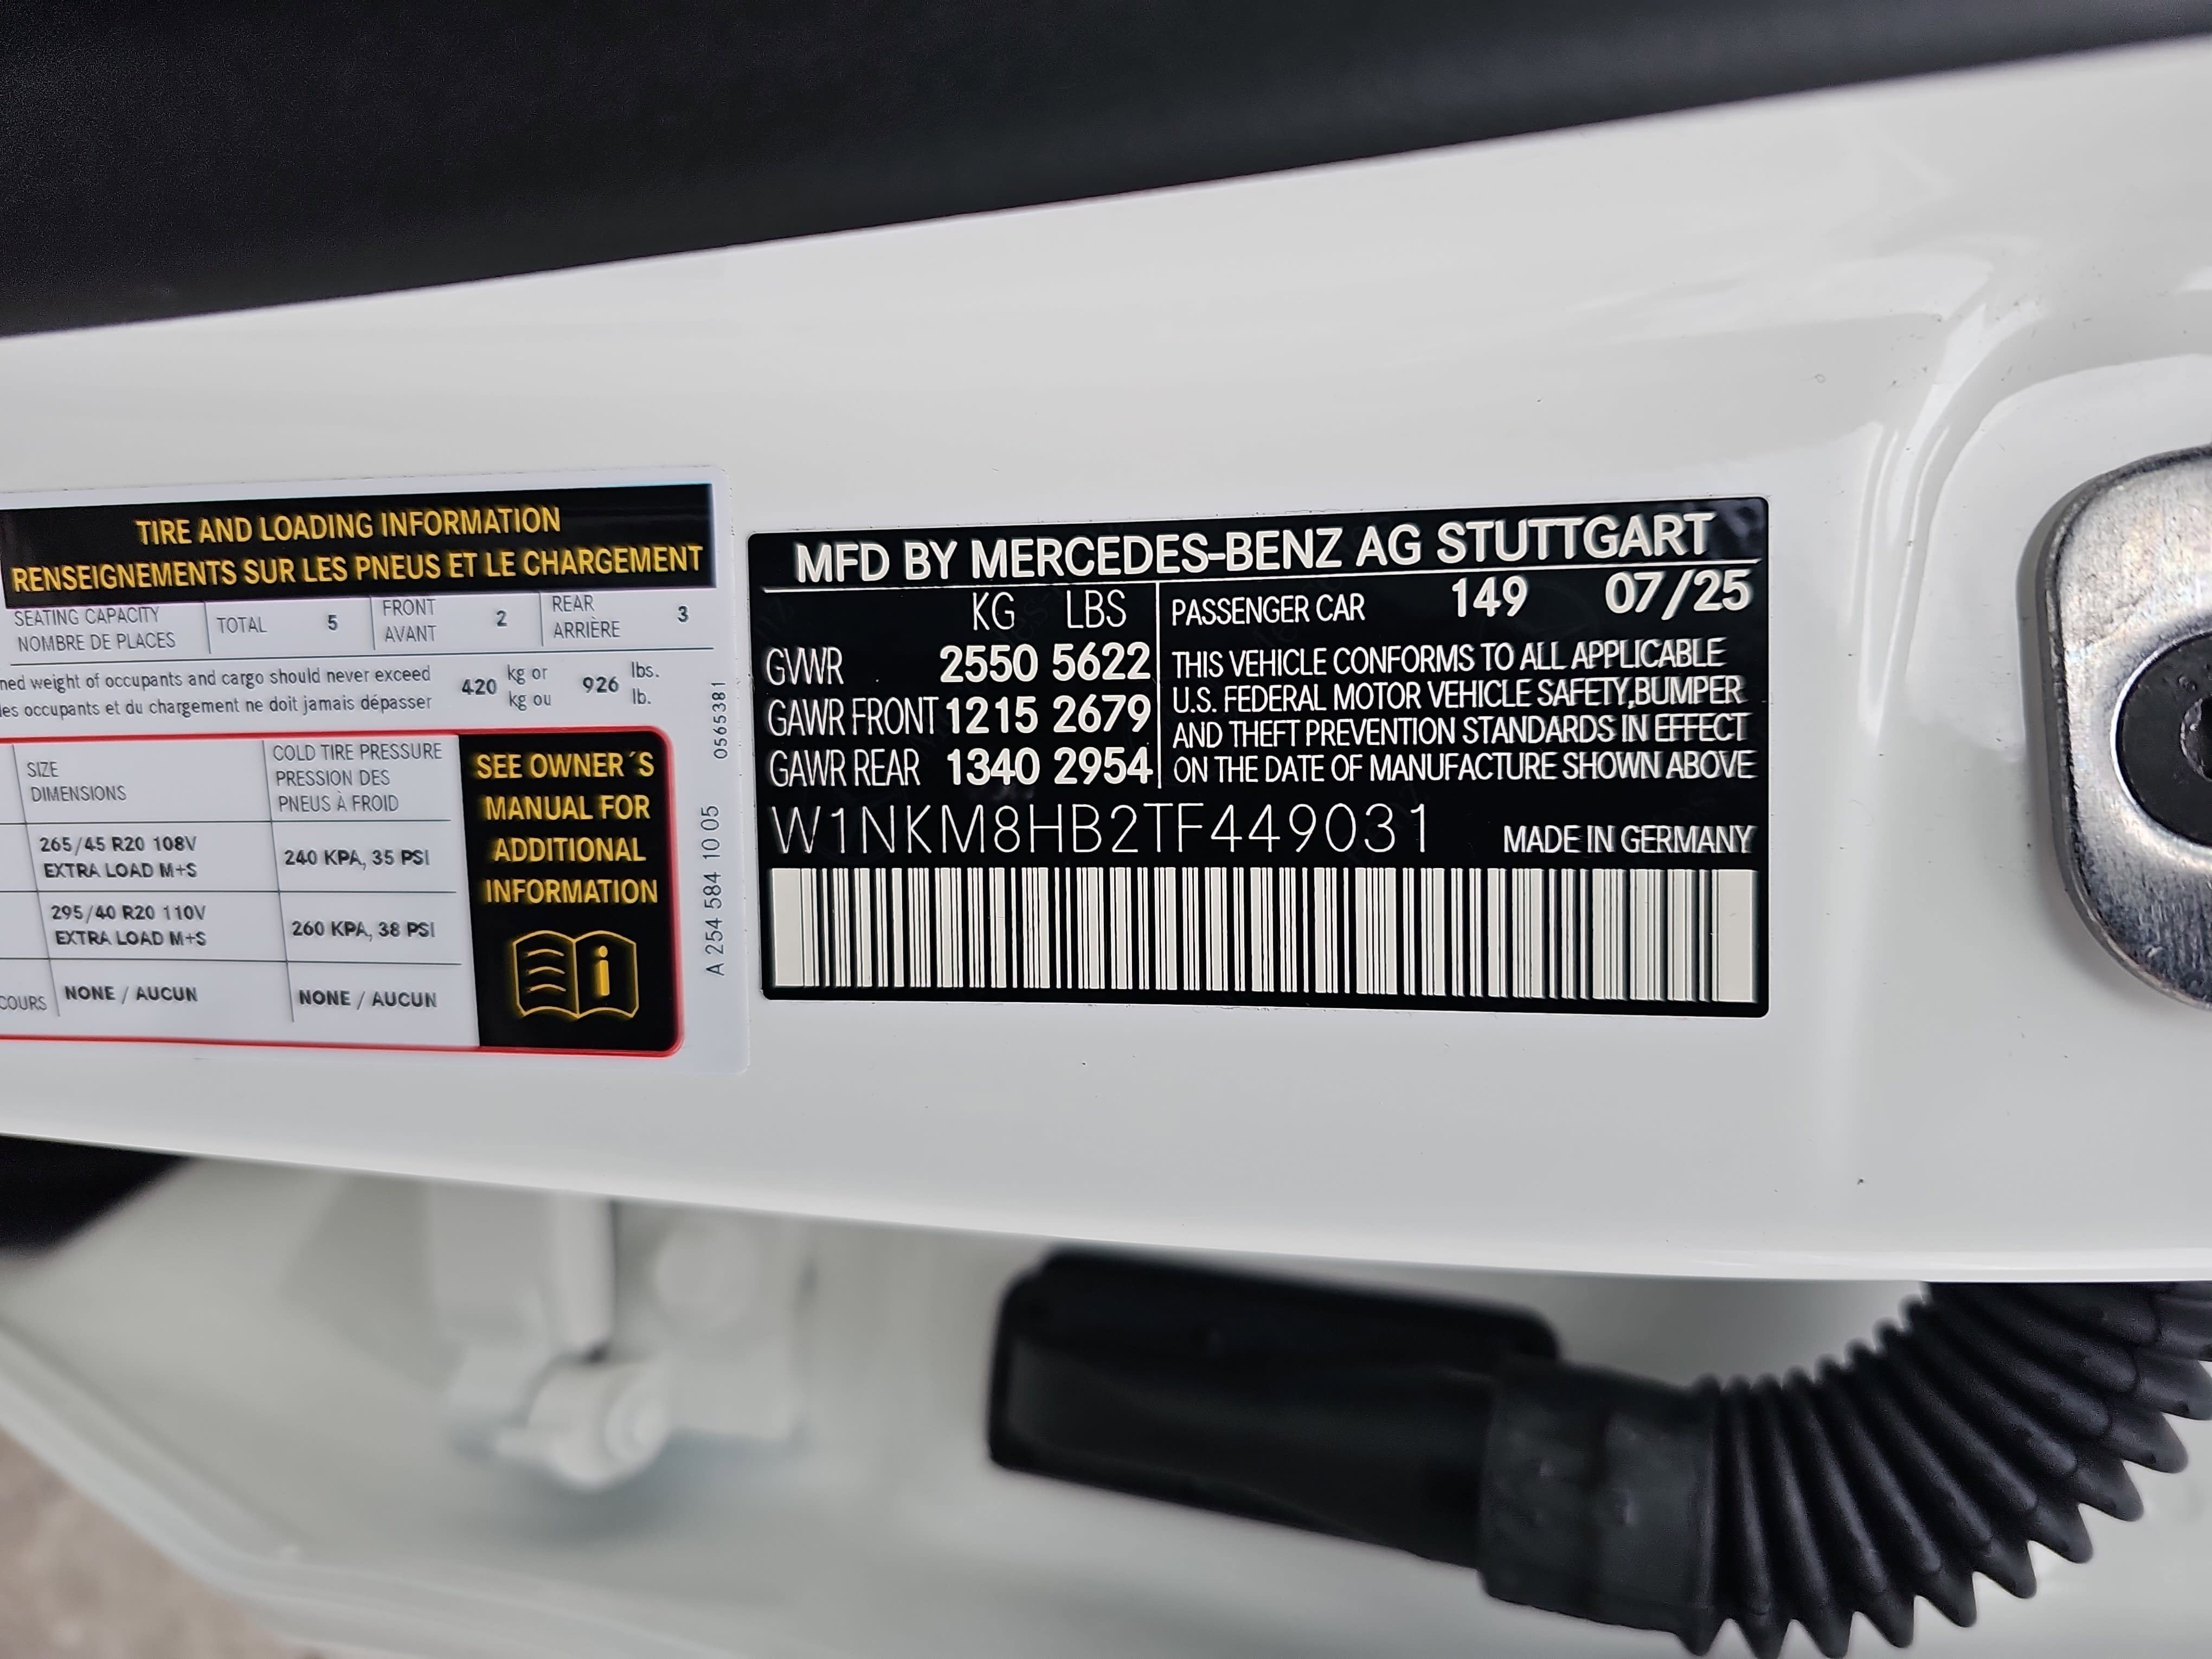 TIRE AND LOADING INFORMATION
RENSEIGNEMENTS SUR LES PNEUS ET LE CHARGEMENT
SEATING CAPACITY
NOMBRE DE PLACES
TOTAL 5
FRONT
AVANT
2
REAR
ARRIÈRE
3
weight of occupants and cargo should never exceed
occupants et du chargement ne doit jamais dépasser
420 kg or
kg ou
926 lbs.
lb.
SIZE
DIMENSIONS
COLD TIRE PRESSURE
PRESSION DES
PNEUS À FROID
265/45 R20 108V
EXTRA LOAD M+S
240 KPA, 35 PSI
295/40 R20 110V
EXTRA LOAD M+S
260 KPA, 38 PSI
NONE / AUCUN
NONE / AUCUN
SEE OWNER´S
MANUAL FOR
ADDITIONAL
INFORMATION
i
A 254 584 10 05
0565381
MFD BY MERCEDES-BENZ AG STUTTGART
KG LBS
GVWR 2550 5622
GAWR FRONT 1215 2679
GAWR REAR 1340 2954
PASSENGER CAR 149 07/25
THIS VEHICLE CONFORMS TO ALL APPLICABLE
U.S. FEDERAL MOTOR VEHICLE SAFETY,BUMPER
AND THEFT PREVENTION STANDARDS IN EFFECT
ON THE DATE OF MANUFACTURE SHOWN ABOVE
W1NKM8HB2TF449031
MADE IN GERMANY